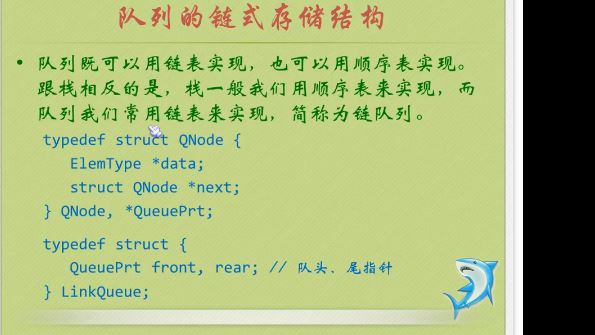 队列的链式存储结构
• 队列既可以用链表实现，也可以用顺序表实现。
跟栈相反的是，栈一般我们用顺序表来实现，而
队列我们常用链表来实现，简称为链队列。
typedef struct QNode {
ElemType *data;
struct QNode *next;
} QNode, *QueuePrt;
typedef struct {
QueuePrt front, rear; // 队头、尾指针
} LinkQueue;